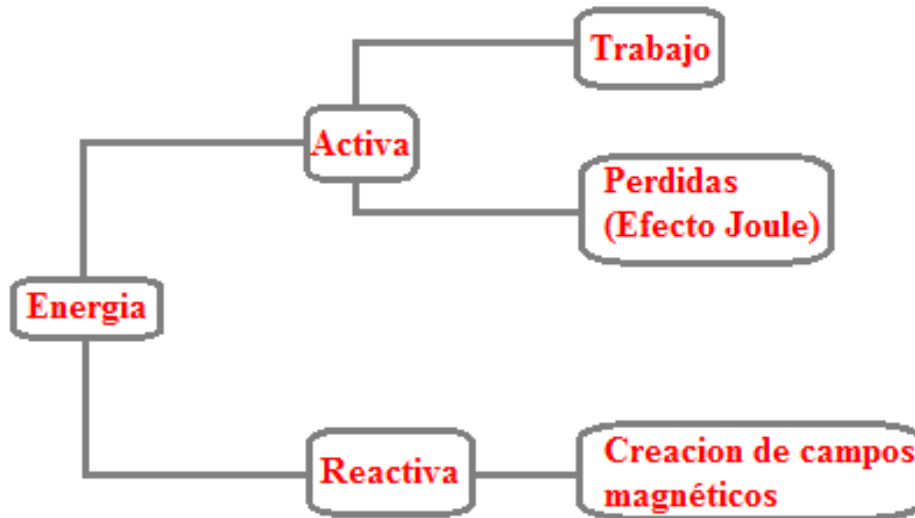 Trabajo
Activa
Perdidas
(Efecto Joule)
Energia
Reactiva
Creacion de campos
magnéticos